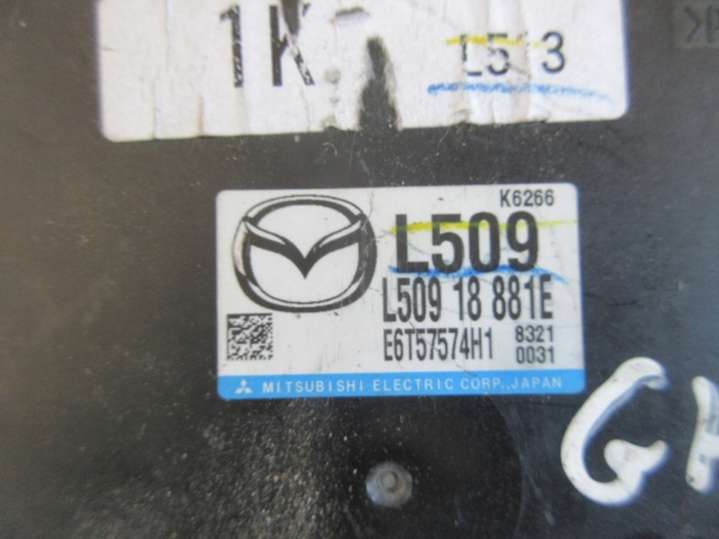 1K L513
K6266
L509
L509 18 881E
E6T57574H1 8321
0031
MITSUBISHI ELECTRIC CORP., JAPAN